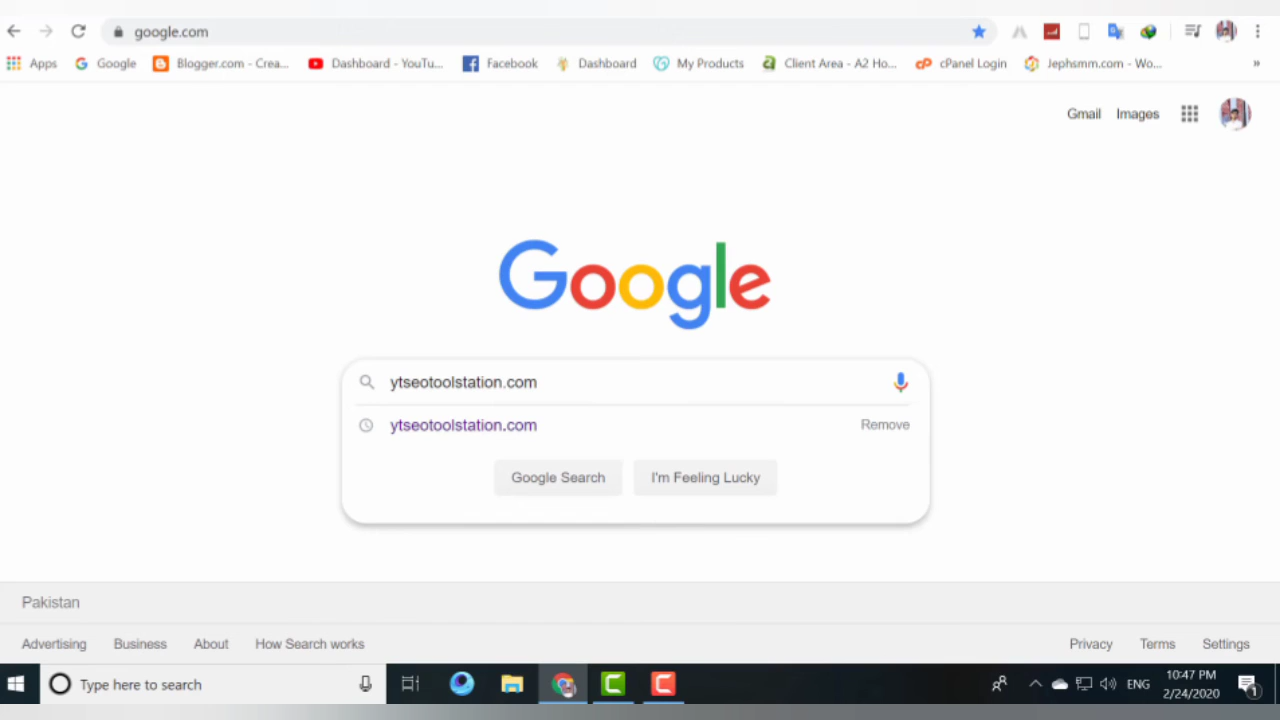 google.com
Apps Google Blogger.com - Crea... Dashboard - YouTu... Facebook Dashboard My Products Client Area - A2 Ho... cPanel Login Jephsmm.com - Wo... »
Gmail Images
Google
ytseotoolstation.com
ytseotoolstation.com Remove
Google Search I'm Feeling Lucky
Pakistan
Advertising Business About How Search works Privacy Terms Settings
Type here to search ENG
10:47 PM
2/24/2020
1